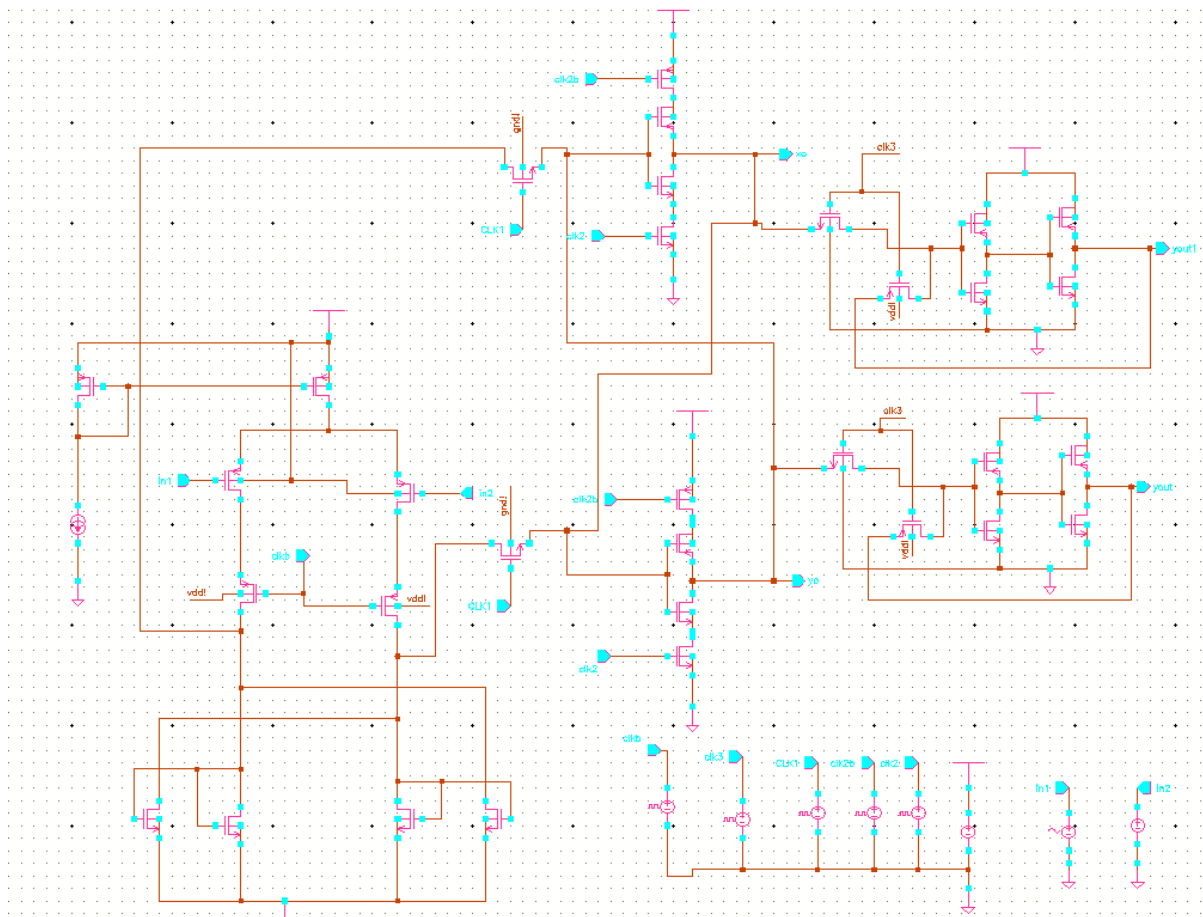 clk2b
gnd!
xo
clk3
CLK1
clk2
yout1
vdd!
clk3
In1
In2
gnd!
clk2b
yout
vdd!
clkb
vdd!
vdd!
CLK1
yo
clk2
clkb
clk3
CLK1
clk2b
clk2
In1
In2